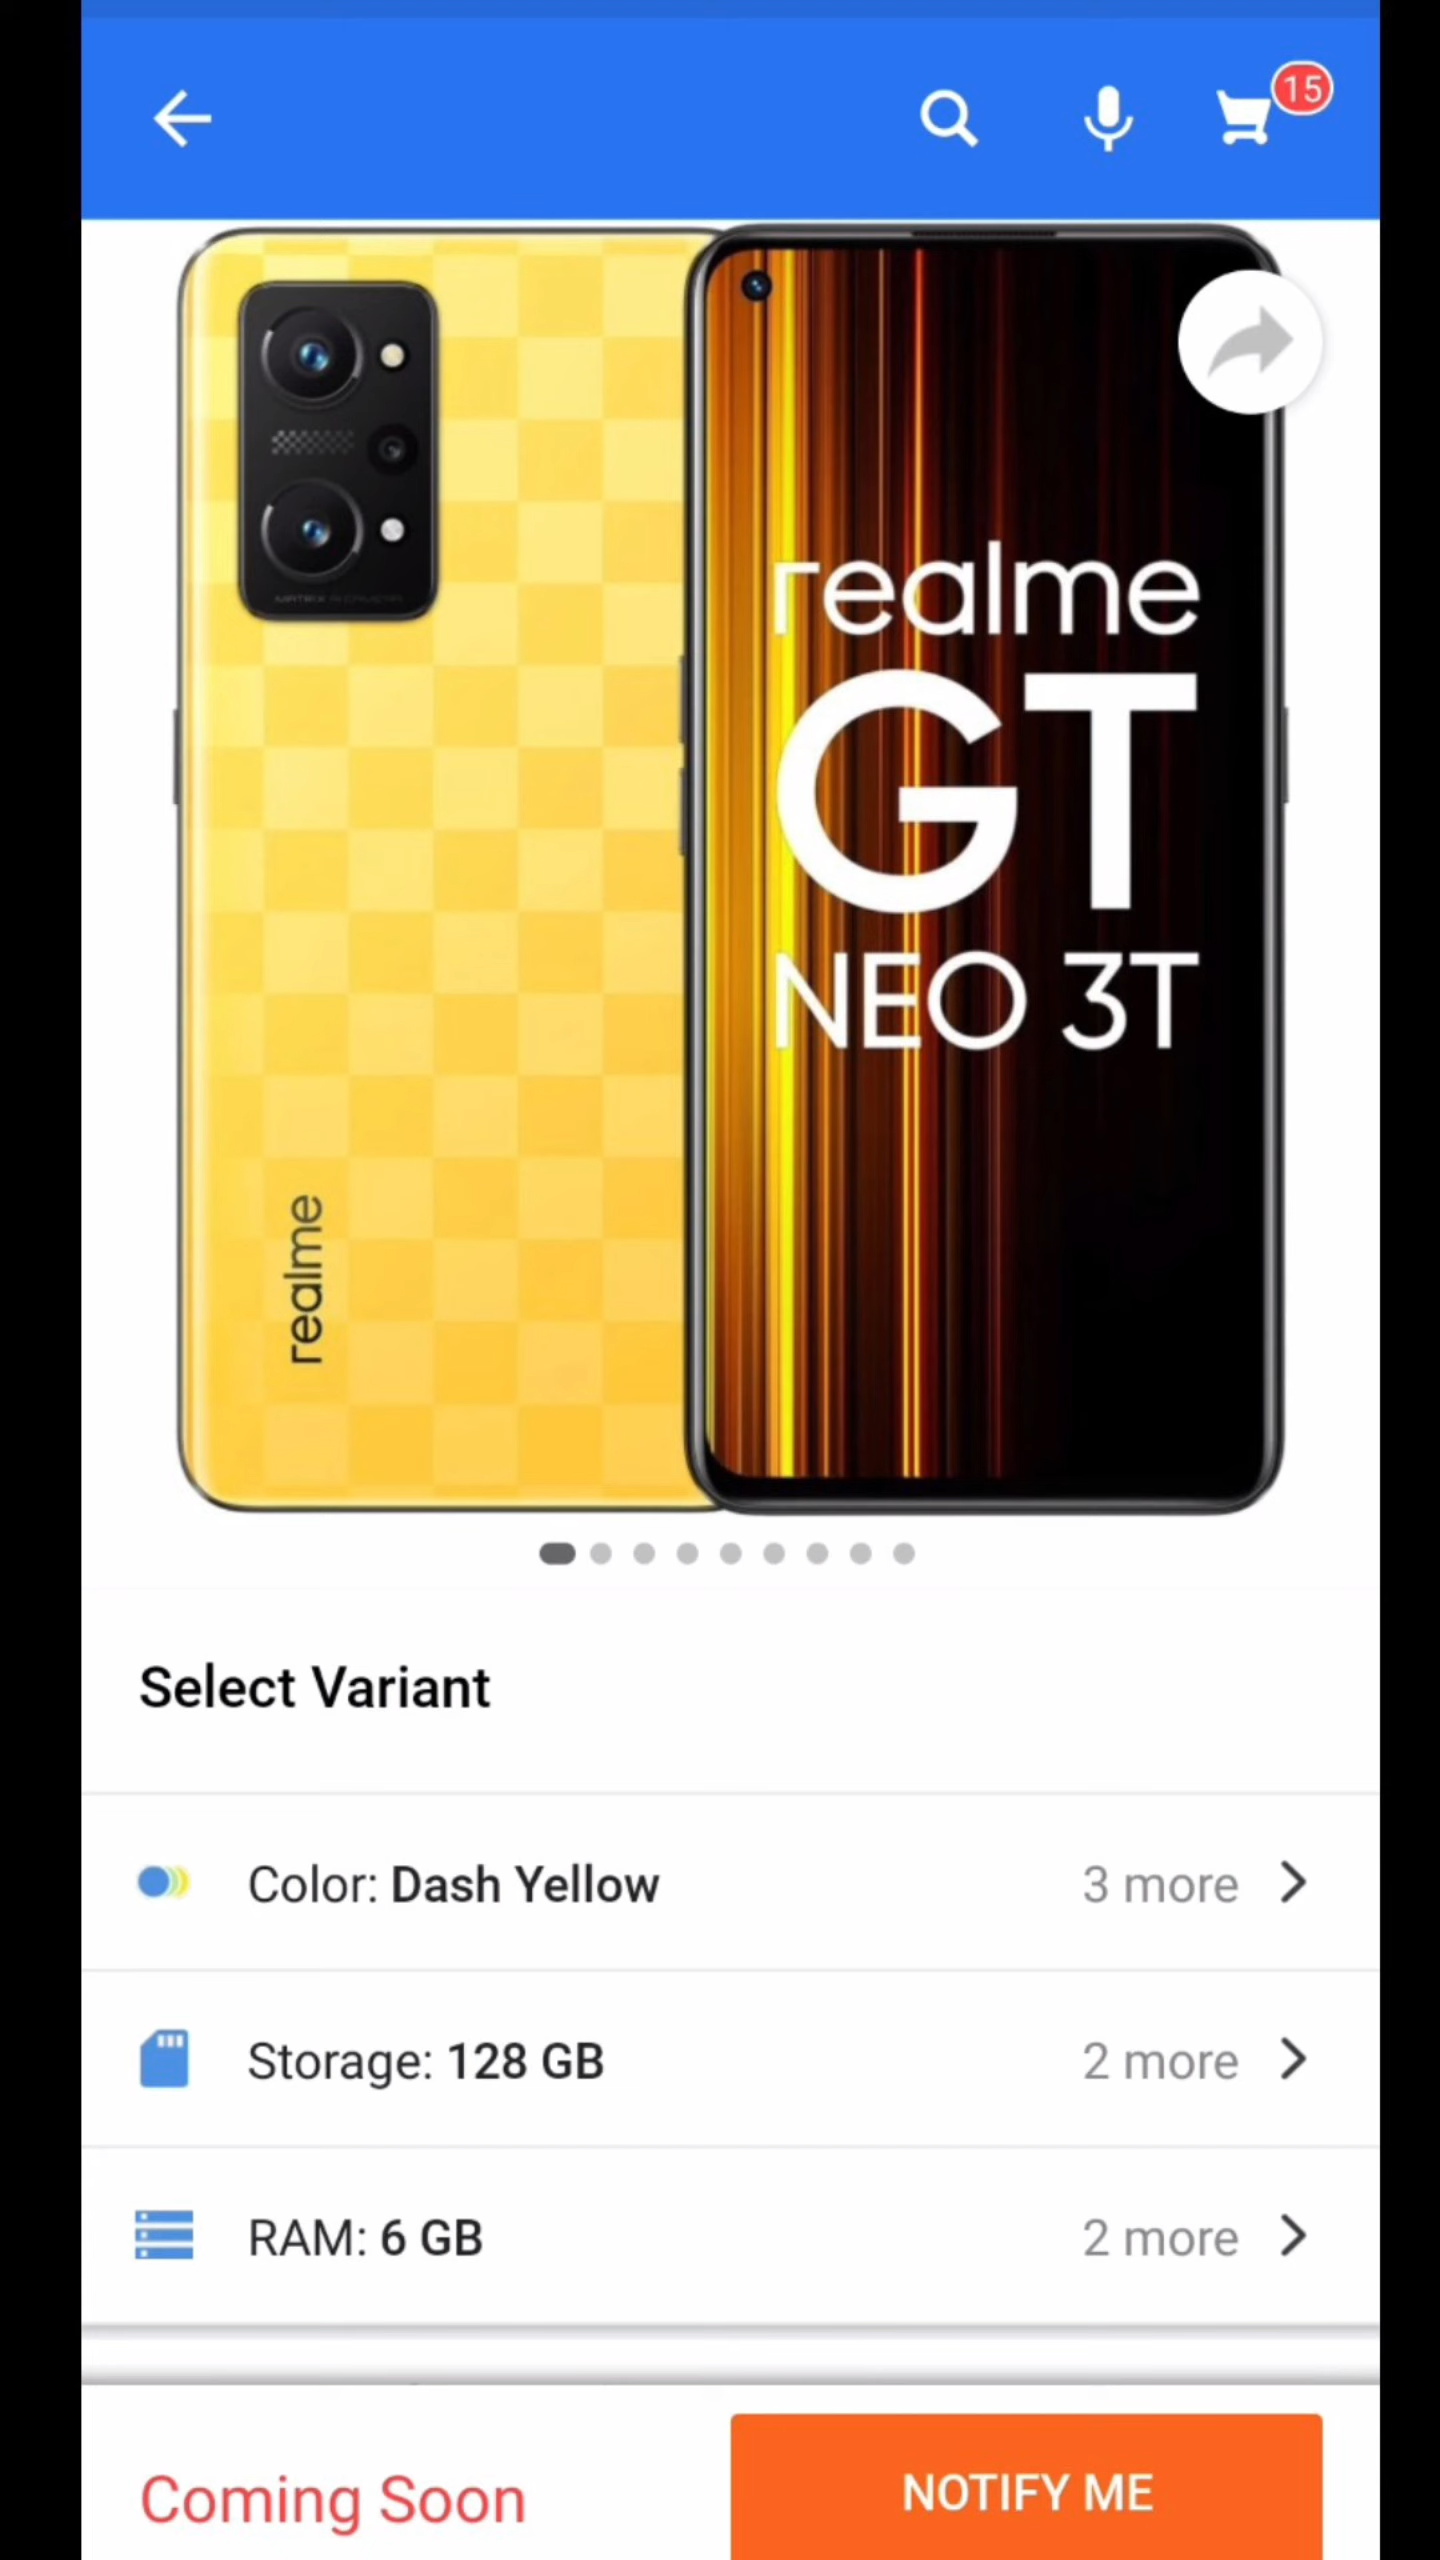 15
realme
GT
NEO 3T
realme
Select Variant
Color: Dash Yellow
3 more
Storage: 128 GB
2 more
RAM: 6 GB
2 more
Coming Soon
NOTIFY ME